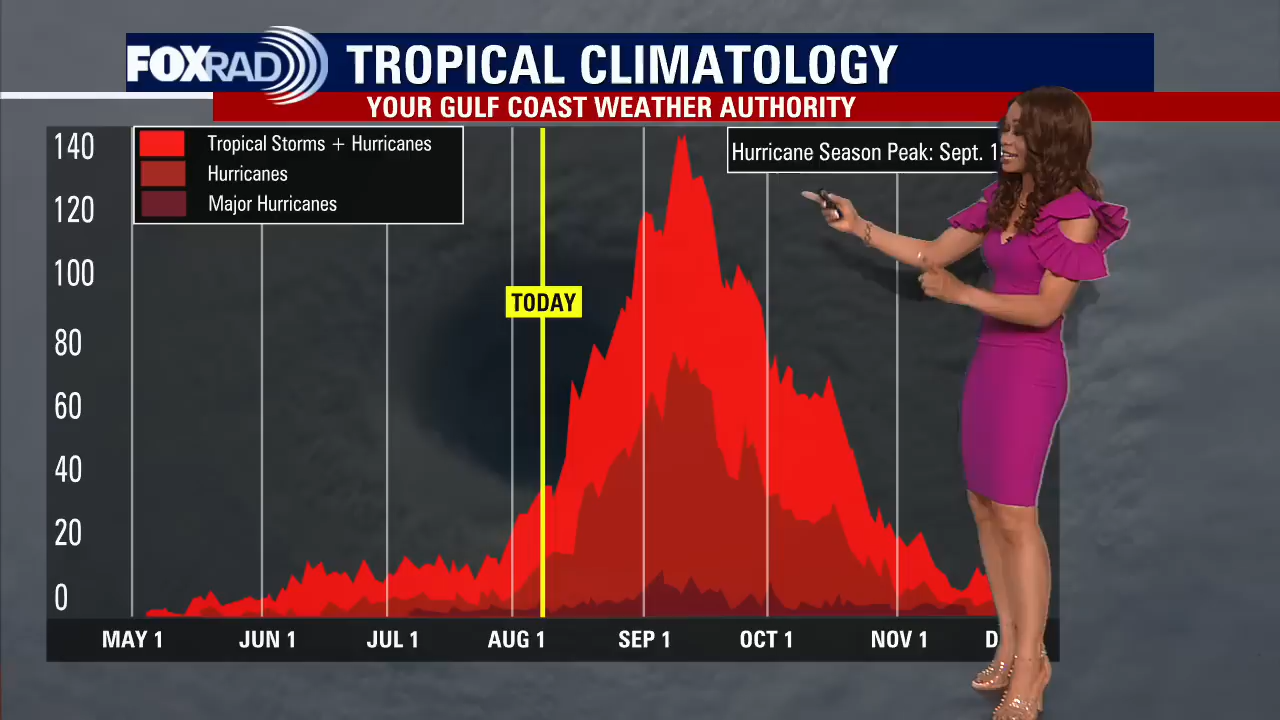 FOXRAD
TROPICAL CLIMATOLOGY
YOUR GULF COAST WEATHER AUTHORITY
140
120
100
80
60
40
20
0
Tropical Storms + Hurricanes
Hurricanes
Major Hurricanes
Hurricane Season Peak: Sept.
TODAY
MAY 1
JUN 1
JUL 1
AUG 1
SEP 1
OCT 1
NOV 1